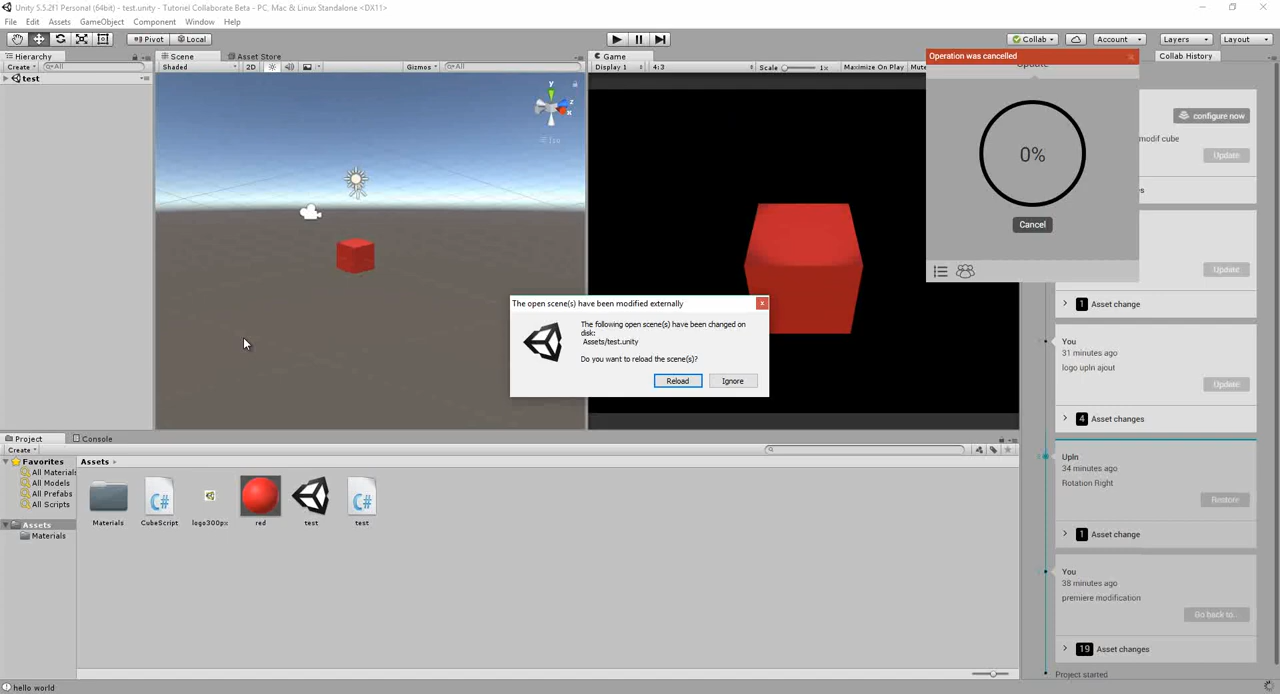 Unity 5.5.2f1 Personal (64bit) - test.unity - Tutoriel Collaborate Beta - PC, Mac & Linux Standalone <DX11>
File Edit Assets GameObject Component Window Help
Pivot Local
Collab Account Layers Layout
Hierarchy
Create All
test
Scene Asset Store
Shaded 2D Gizmos All
y
x
Game
Display 1 4:3 Scale 1x Maximize On Play Mute
Operation was cancelled
0%
Cancel
Collab History
configure now
modif cube
Update
Update
1 Asset change
You
31 minutes ago
logo upln ajout
Update
4 Asset changes
Upln
34 minutes ago
Rotation Right
Restore
1 Asset change
You
38 minutes ago
premiere modification
Go back to..
19 Asset changes
Project started
The open scene(s) have been modified externally
The following open scene(s) have been changed on
disk:
Assets/test.unity
Do you want to reload the scene(s)?
Reload Ignore
Project Console
Create
Favorites
All Materials
All Models
All Prefabs
All Scripts
Assets
Materials
Assets
Materials CubeScript logo300px red test test
C# C#
hello world